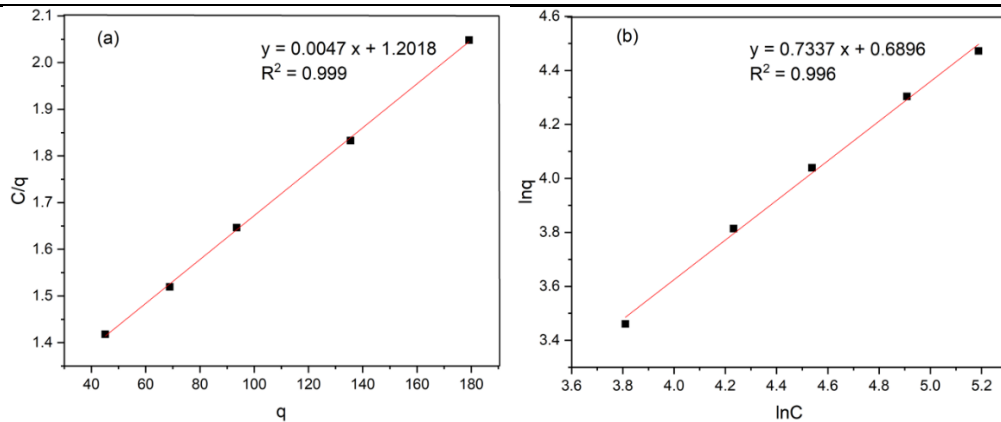 (a)
y = 0.0047 x + 1.2018
R² = 0.999
C/q
2.1
2.0
1.9
1.8
1.7
1.6
1.5
1.4
40 60 80 100 120 140 160 180
q
(b)
y = 0.7337 x + 0.6896
R² = 0.996
lnq
4.6
4.4
4.2
4.0
3.8
3.6
3.4
3.6 3.8 4.0 4.2 4.4 4.6 4.8 5.0 5.2
lnC